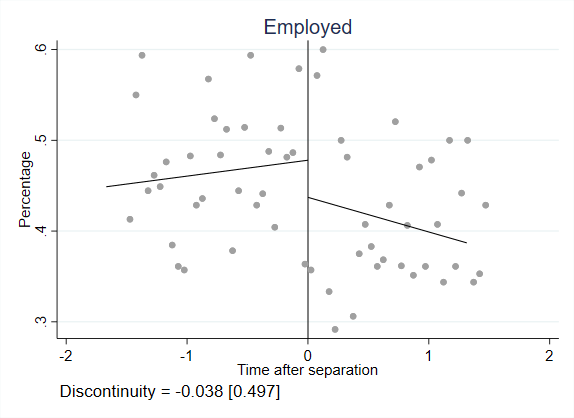 Employed
Percentage
.6
.5
.4
.3
-2 -1 0 1 2
Time after separation
Discontinuity = -0.038 [0.497]